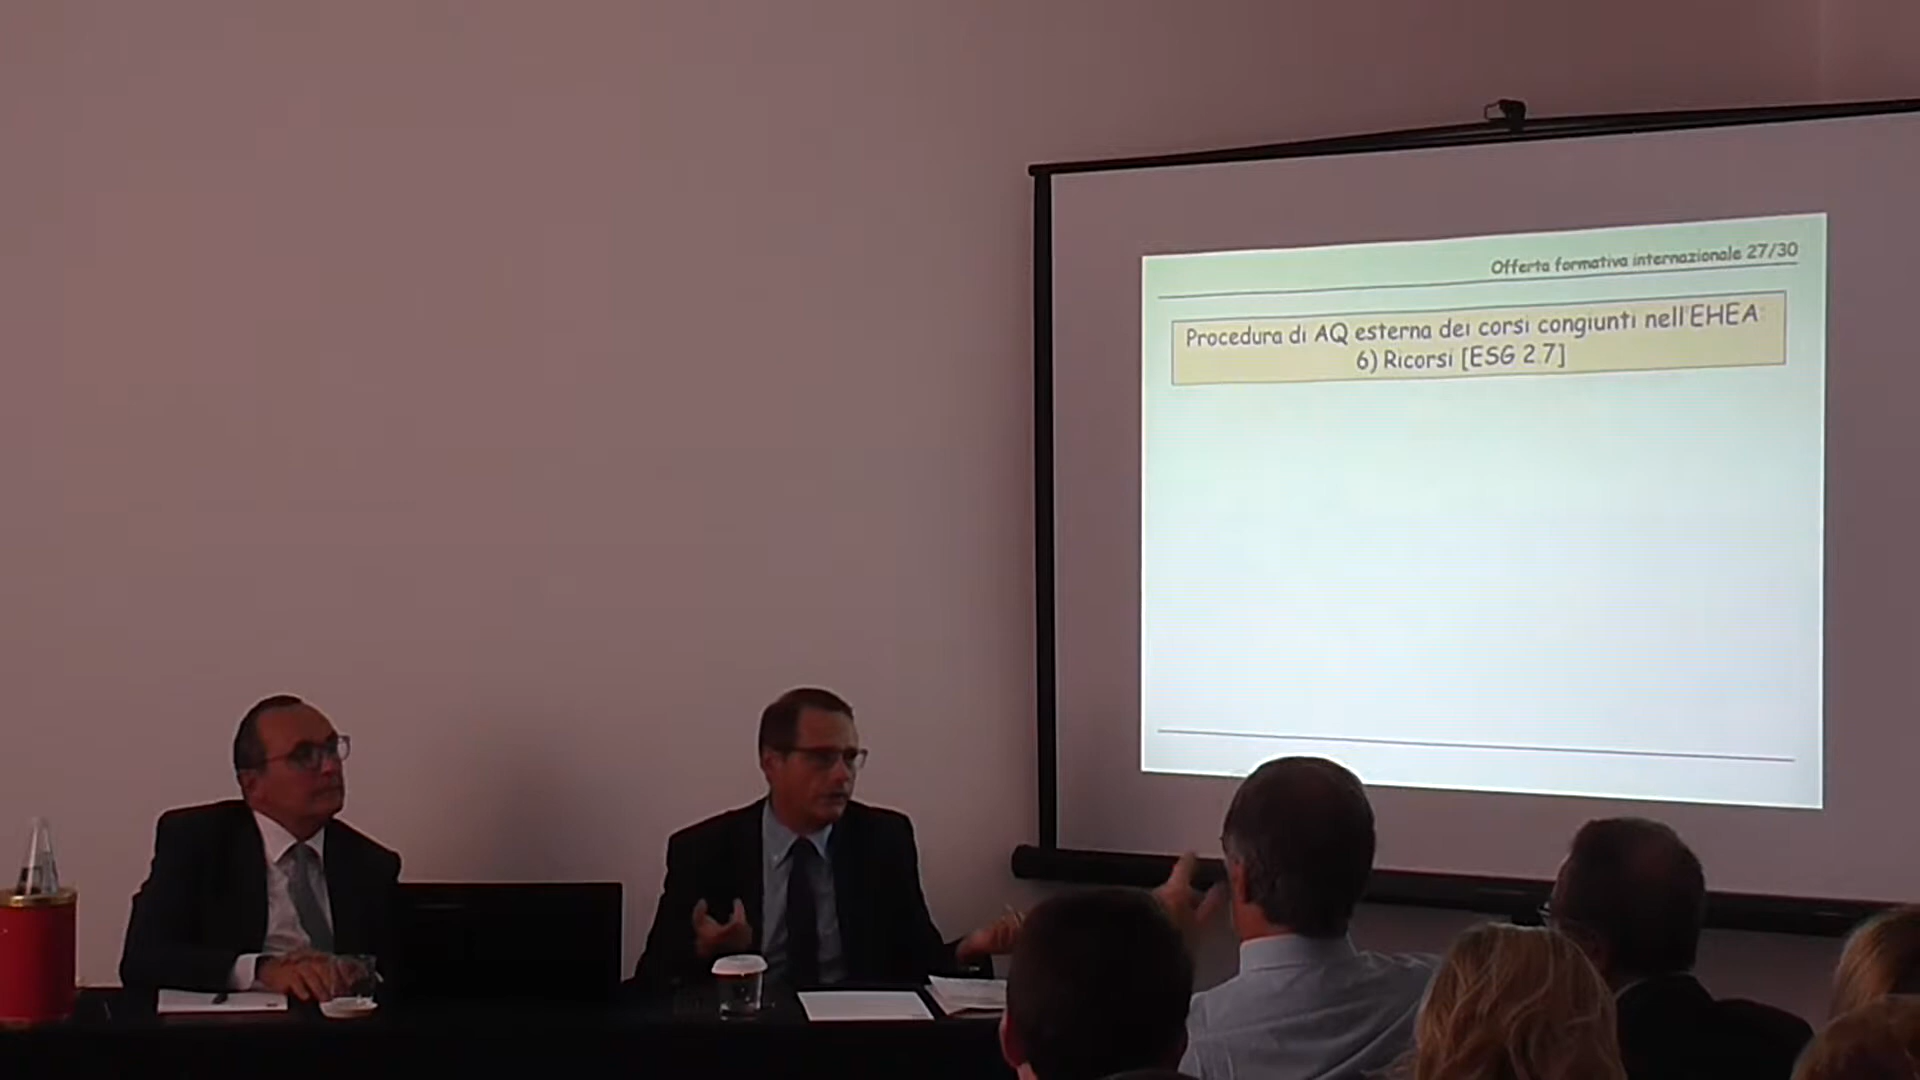 Offerta formativa internazionale 27/30
Procedura di AQ esterna dei corsi congiunti nell'EHEA:
6) Ricorsi [ESG 2.7]